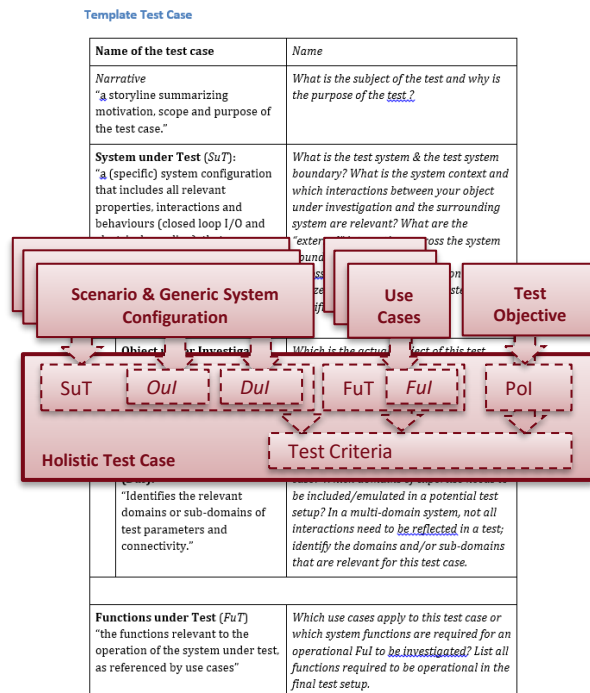 Template Test Case
Name of the test case
Name
Narrative
“a storyline summarizing
motivation, scope and purpose of
the test case.”
What is the subject of the test and why is
the purpose of the test ?
System under Test (SuT):
“a (specific) system configuration
that includes all relevant
properties, interactions and
behaviours (closed loop I/O and
What is the test system & the test system
boundary? What is the system context and
which interactions between your object
under investigation and the surrounding
system are relevant? What are the
the system
Scenario & Generic System
Configuration
Use
Cases
Test
Objective
Which is the
of this test
SuT
OuI
DuI
FuT
FuI
PoI
Test Criteria
Holistic Test Case
“Identifies the relevant
domains or sub-domains of
test parameters and
connectivity.”
be included/emulated in a potential test
setup? In a multi-domain system, not all
interactions need to be reflected in a test;
identify the domains and/or sub-domains
that are relevant for this test case.
Functions under Test (FuT)
“the functions relevant to the
operation of the system under test,
as referenced by use cases”
Which use cases apply to this test case or
which system functions are required for an
operational FuI to be investigated? List all
functions required to be operational in the
final test setup.